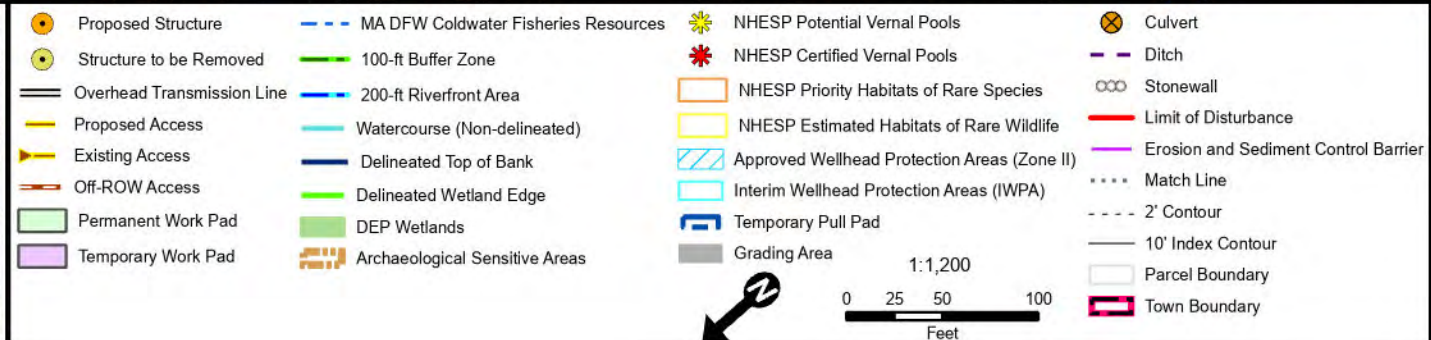 Proposed Structure
Structure to be Removed
Overhead Transmission Line
Proposed Access
Existing Access
Off-ROW Access
Permanent Work Pad
Temporary Work Pad
MA DFW Coldwater Fisheries Resources
100-ft Buffer Zone
200-ft Riverfront Area
Watercourse (Non-delineated)
Delineated Top of Bank
Delineated Wetland Edge
DEP Wetlands
Archaeological Sensitive Areas
NHESP Potential Vernal Pools
NHESP Certified Vernal Pools
NHESP Priority Habitats of Rare Species
NHESP Estimated Habitats of Rare Wildlife
Approved Wellhead Protection Areas (Zone II)
Interim Wellhead Protection Areas (IWPA)
Temporary Pull Pad
Grading Area
N
1:1,200
0 25 50 100
Feet
Culvert
Ditch
Stonewall
Limit of Disturbance
Erosion and Sediment Control Barrier
Match Line
2' Contour
10' Index Contour
Parcel Boundary
Town Boundary